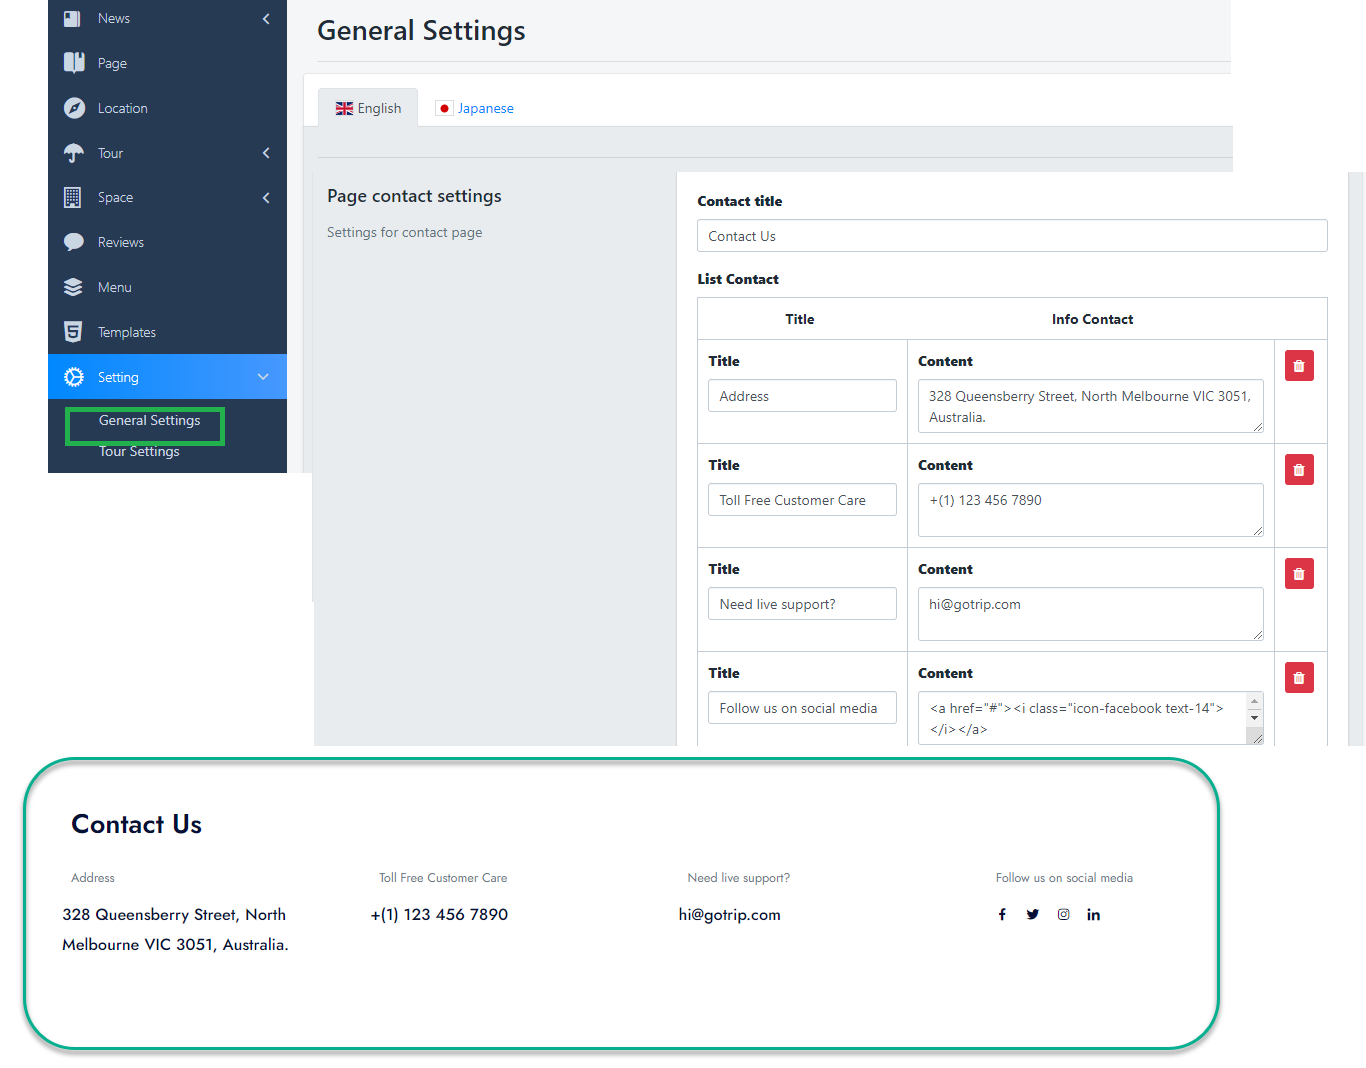 News
Page
Location
Tour
Space
Reviews
Menu
Templates
Setting
General Settings
Tour Settings
General Settings
English
Japanese
Page contact settings
Settings for contact page
Contact title
Contact Us
List Contact
Title
Info Contact
Title
Content
Address
328 Queensberry Street, North Melbourne VIC 3051,
Australia.
Title
Content
Toll Free Customer Care
+(1) 123 456 7890
Title
Content
Need live support?
hi@gotrip.com
Title
Content
Follow us on social media
<a href="#"><i class="icon-facebook text-14">
</i></a>
Contact Us
Address
Toll Free Customer Care
Need live support?
Follow us on social media
328 Queensberry Street, North
Melbourne VIC 3051, Australia.
+(1) 123 456 7890
hi@gotrip.com